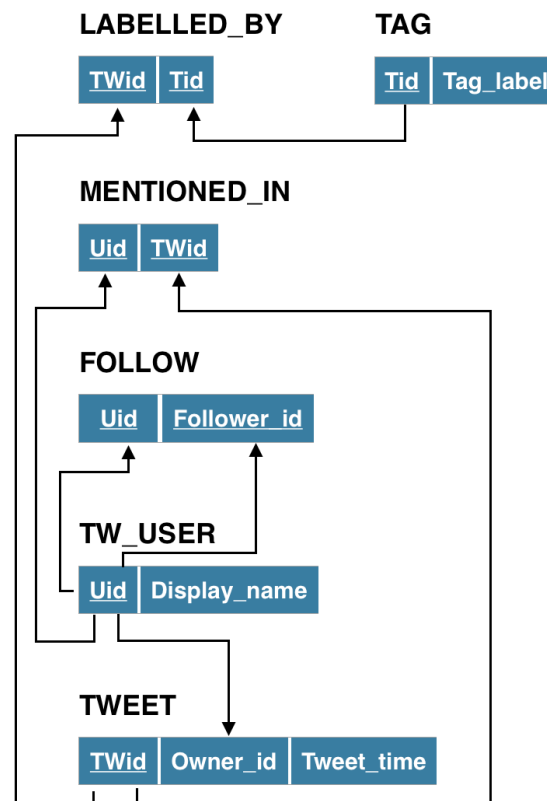 LABELLED_BY TAG
TWid Tid Tid Tag_label
MENTIONED_IN
Uid TWid
FOLLOW
Uid Follower_id
TW_USER
Uid Display_name
TWEET
TWid Owner_id Tweet_time